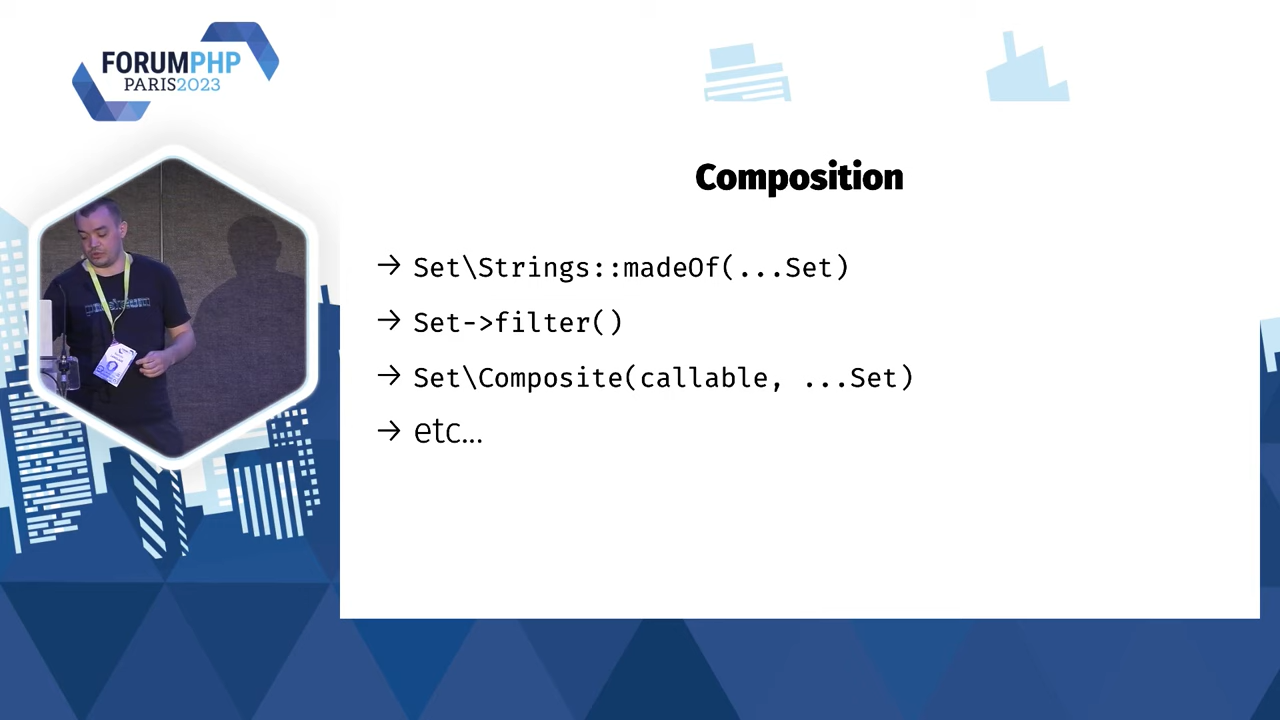 FORUMPHP
PARIS2023
Composition
→ Set\Strings::madeOf(...Set)
→ Set->filter()
→ Set\Composite(callable, ...Set)
→ etc...